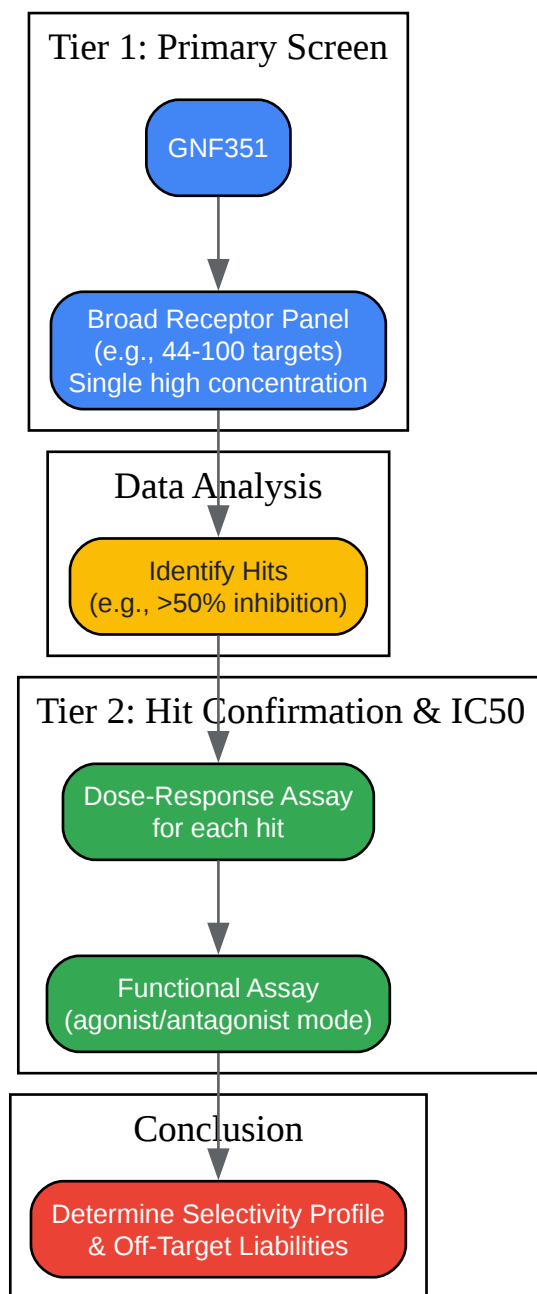 Tier 1: Primary Screen
GNF351
Broad Receptor Panel
(e.g., 44-100 targets)
Single high concentration
Data Analysis
Identify Hits
(e.g., >50% inhibition)
Tier 2: Hit Confirmation & IC50
Dose-Response Assay
for each hit
Functional Assay
(agonist/antagonist mode)
Conclusion
Determine Selectivity Profile
& Off-Target Liabilities